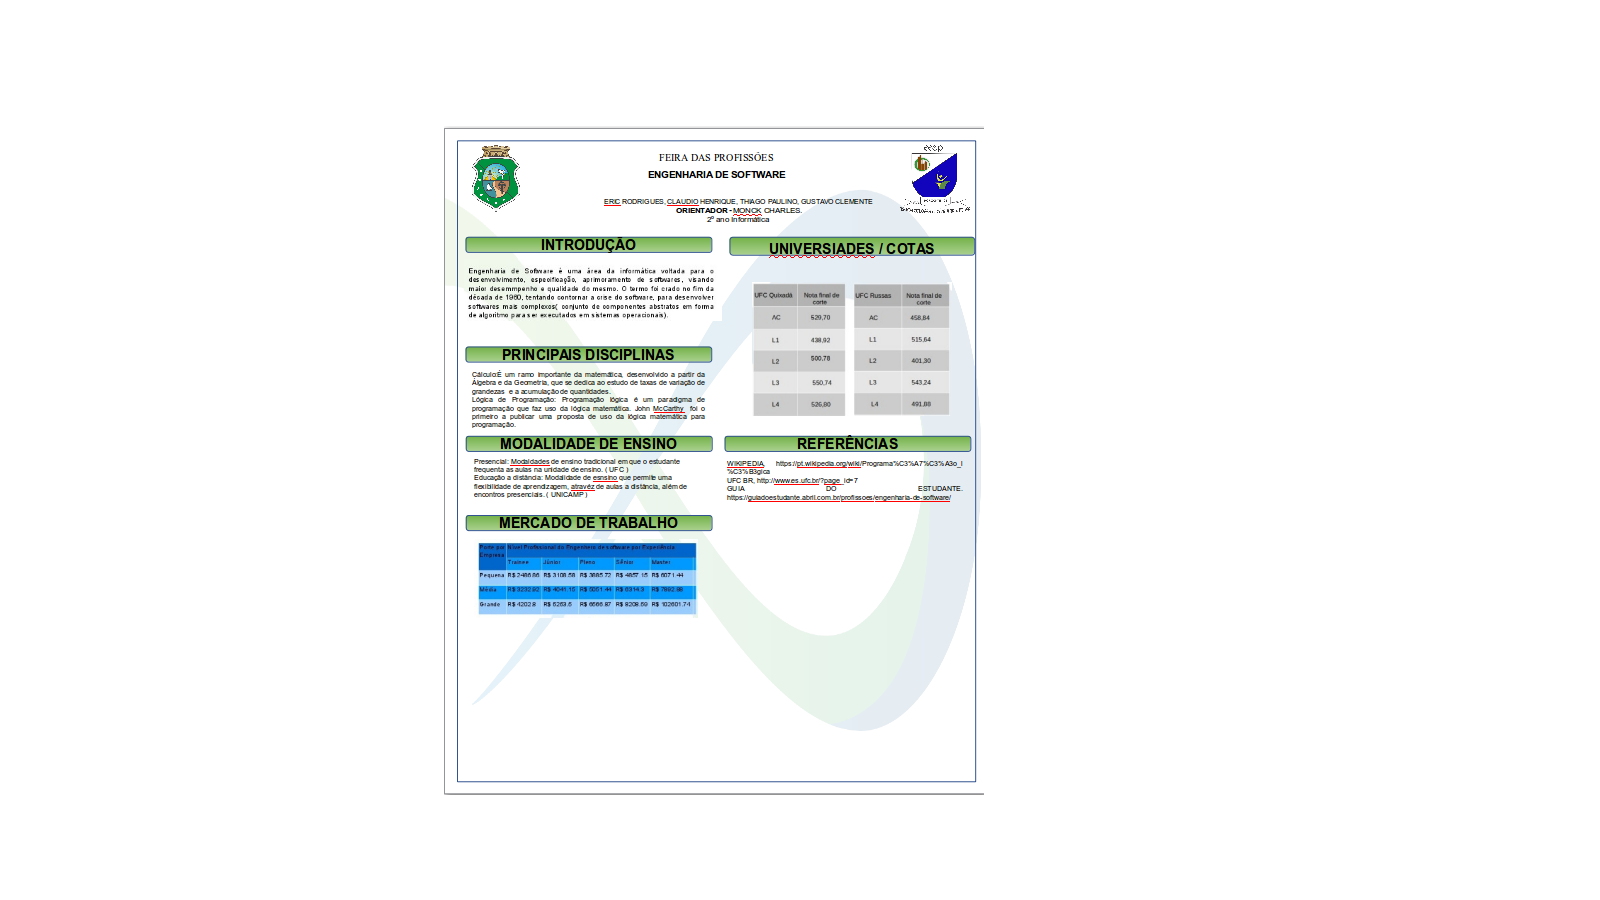 eeep
FEIRA DAS PROFISSÕES
ENGENHARIA DE SOFTWARE
ERIC RODRIGUES, CLAUDIO HENRIQUE, THIAGO PAULINO, GUSTAVO CLEMENTE
ORIENTADOR - MONCK CHARLES.
2º ano Informática
INTRODUÇÃO
Engenharia de Software é uma área da informática voltada para o
desenvolvimento, especificação, aprimoramento de softwares, visando
maior desemmpenho e qualidade do mesmo. O termo foi crado no fim da
década de 1960, tentando contornar a crise do software, para desenvolver
softwares mais complexos( conjunto de componentes abstratos em forma
de algoritmo para ser executados em sistemas operacionais).
PRINCIPAIS DISCIPLINAS
Cálculo:É um ramo importante da matemática, desenvolvido a partir da
Álgebra e da Geometria, que se dedica ao estudo de taxas de variação de
grandezas e a acumulação de quantidades.
Lógica de Programação: Programação lógica é um paradigma de
programação que faz uso da lógica matemática. John McCarthy foi o
primeiro a publicar uma proposta de uso da lógica matemática para
programação.
MODALIDADE DE ENSINO
Presencial: Modaldades de ensino tradicional em que o estudante
frequenta as aulas na unidade de ensino. ( UFC )
Educação a distância: Modalidade de esnsino que permite uma
flexibilidade de aprendizagem, atravéz de aulas a distância, além de
encontros presenciais. ( UNICAMP )
MERCADO DE TRABALHO
Porte por Nível Profissional do Engenheiro de software por Experiência
Empresa
Trainee Júnior Pleno Sênior Master
Pequena R$ 2486.86 R$ 3108.58 R$ 3885.72 R$ 4857.15 R$ 6071.44
Média R$ 3232.92 R$ 4041.15 R$ 5051.44 R$ 6314.3 R$ 7892.88
Grande R$ 4202.8 R$ 5253.5 R$ 6566.87 R$ 8208.59 R$ 102601.74
UNIVERSIADES / COTAS
UFC Quixadá Nota final de corte
AC 529,70
L1 438,92
L2 500,78
L3 550,74
L4 526,80
UFC Russas Nota final de corte
AC 458,84
L1 515,64
L2 401,30
L3 543,24
L4 491,88
REFERÊNCIAS
WIKIPEDIA, https://pt.wikipedia.org/wiki/Programa%C3%A7%C3%A3o_l
%C3%B3gica
UFC BR, http://www.es.ufc.br/?page_id=7
GUIA DO ESTUDANTE.
https://guiadoestudante.abril.com.br/profissoes/engenharia-de-software/